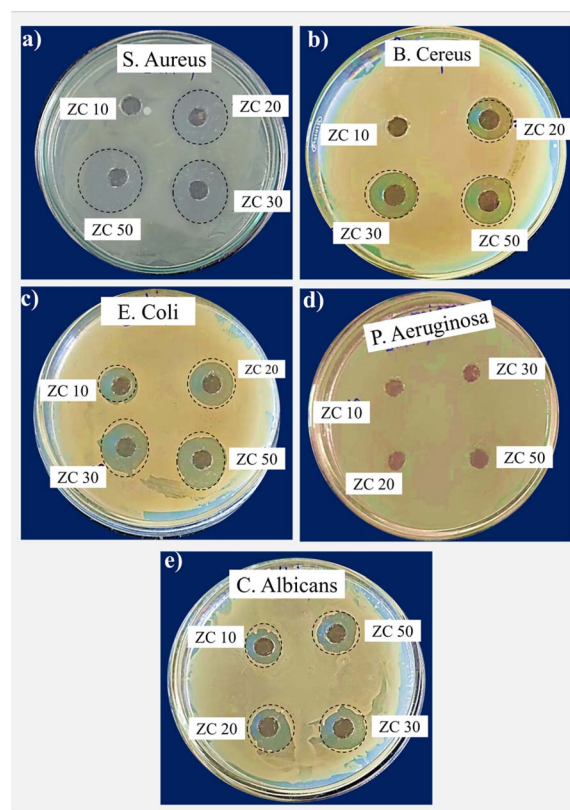 a)
S. Aureus
ZC 10
ZC 20
ZC 50
ZC 30
b)
B. Cereus
ZC 10
ZC 20
ZC 30
ZC 50
c)
E. Coli
ZC 10
ZC 20
ZC 30
ZC 50
d)
P. Aeruginosa
ZC 30
ZC 10
ZC 20
ZC 50
e)
C. Albicans
ZC 10
ZC 50
ZC 20
ZC 30